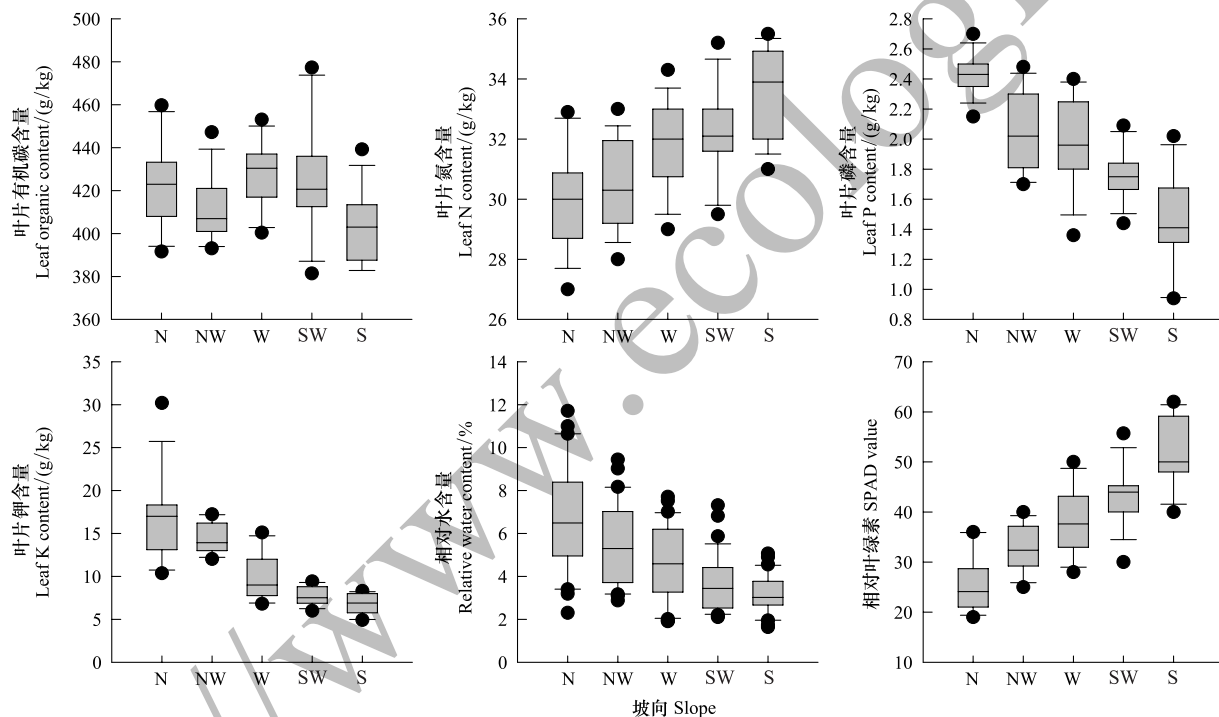 叶片有机碳含量
Leaf organic content/(g/kg)
500
480
460
440
420
400
380
360
N NW W SW S
叶片氮含量
Leaf N content/(g/kg)
36
34
32
30
28
26
N NW W SW S
叶片磷含量
Leaf P content/(g/kg)
2.8
2.6
2.4
2.2
2.0
1.8
1.6
1.4
1.2
1.0
0.8
N NW W SW S
叶片钾含量
Leaf K content/(g/kg)
35
30
25
20
15
10
5
0
N NW W SW S
相对水含量
Relative water content/%
14
12
10
8
6
4
2
0
N NW W SW S
相对叶绿素 SPAD value
70
60
50
40
30
20
10
N NW W SW S
坡向 Slope
//www.ecologi